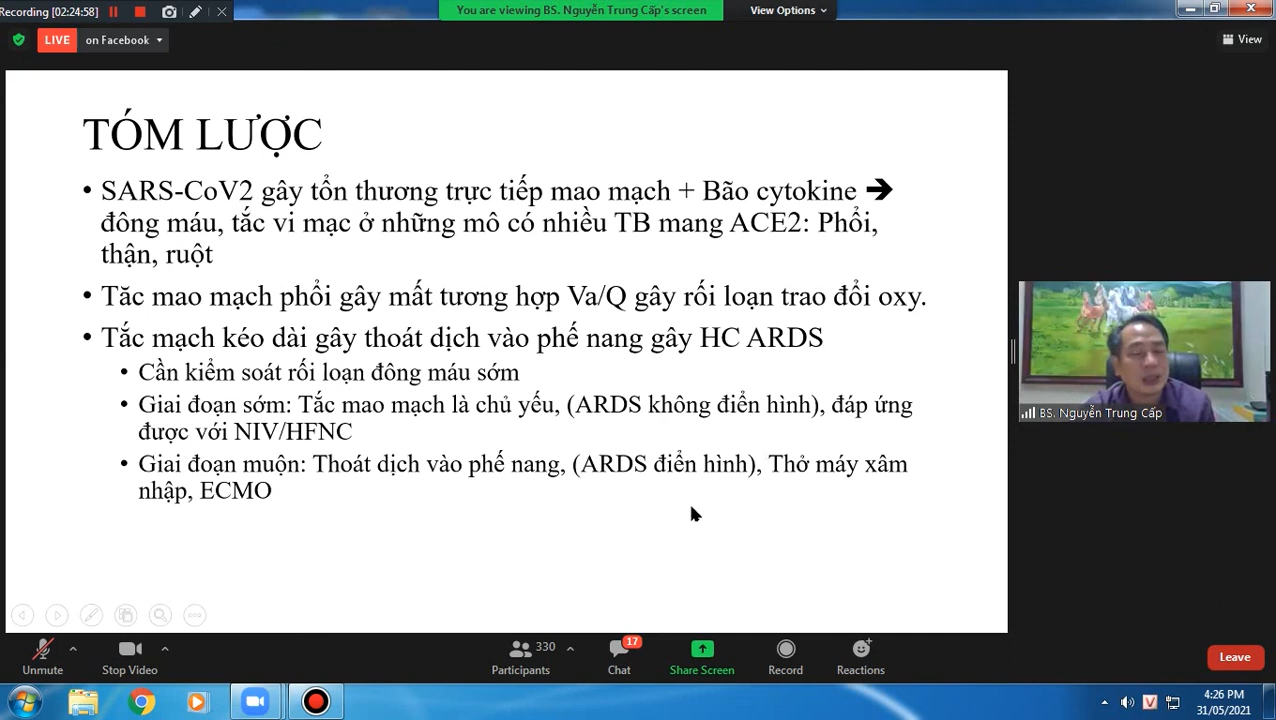 Recording [02:24:58]
You are viewing BS. Nguyễn Trung Cấp's screen
View Options
LIVE
on Facebook
View
TÓM LƯỢC
• SARS-CoV2 gây tổn thương trực tiếp mao mạch + Bão cytokine ➔
đông máu, tắc vi mạc ở những mô có nhiều TB mang ACE2: Phổi,
thận, ruột
• Tăc mao mạch phổi gây mất tương hợp Va/Q gây rối loạn trao đổi oxy.
• Tắc mạch kéo dài gây thoát dịch vào phế nang gây HC ARDS
• Cần kiểm soát rối loạn đông máu sớm
• Giai đoạn sớm: Tắc mao mạch là chủ yếu, (ARDS không điển hình), đáp ứng
được với NIV/HFNC
• Giai đoạn muộn: Thoát dịch vào phế nang, (ARDS điển hình), Thở máy xâm
nhập, ECMO
BS. Nguyễn Trung Cấp
330
17
Unmute
Stop Video
Participants
Chat
Share Screen
Record
Reactions
Leave
V
4:26 PM
31/05/2021